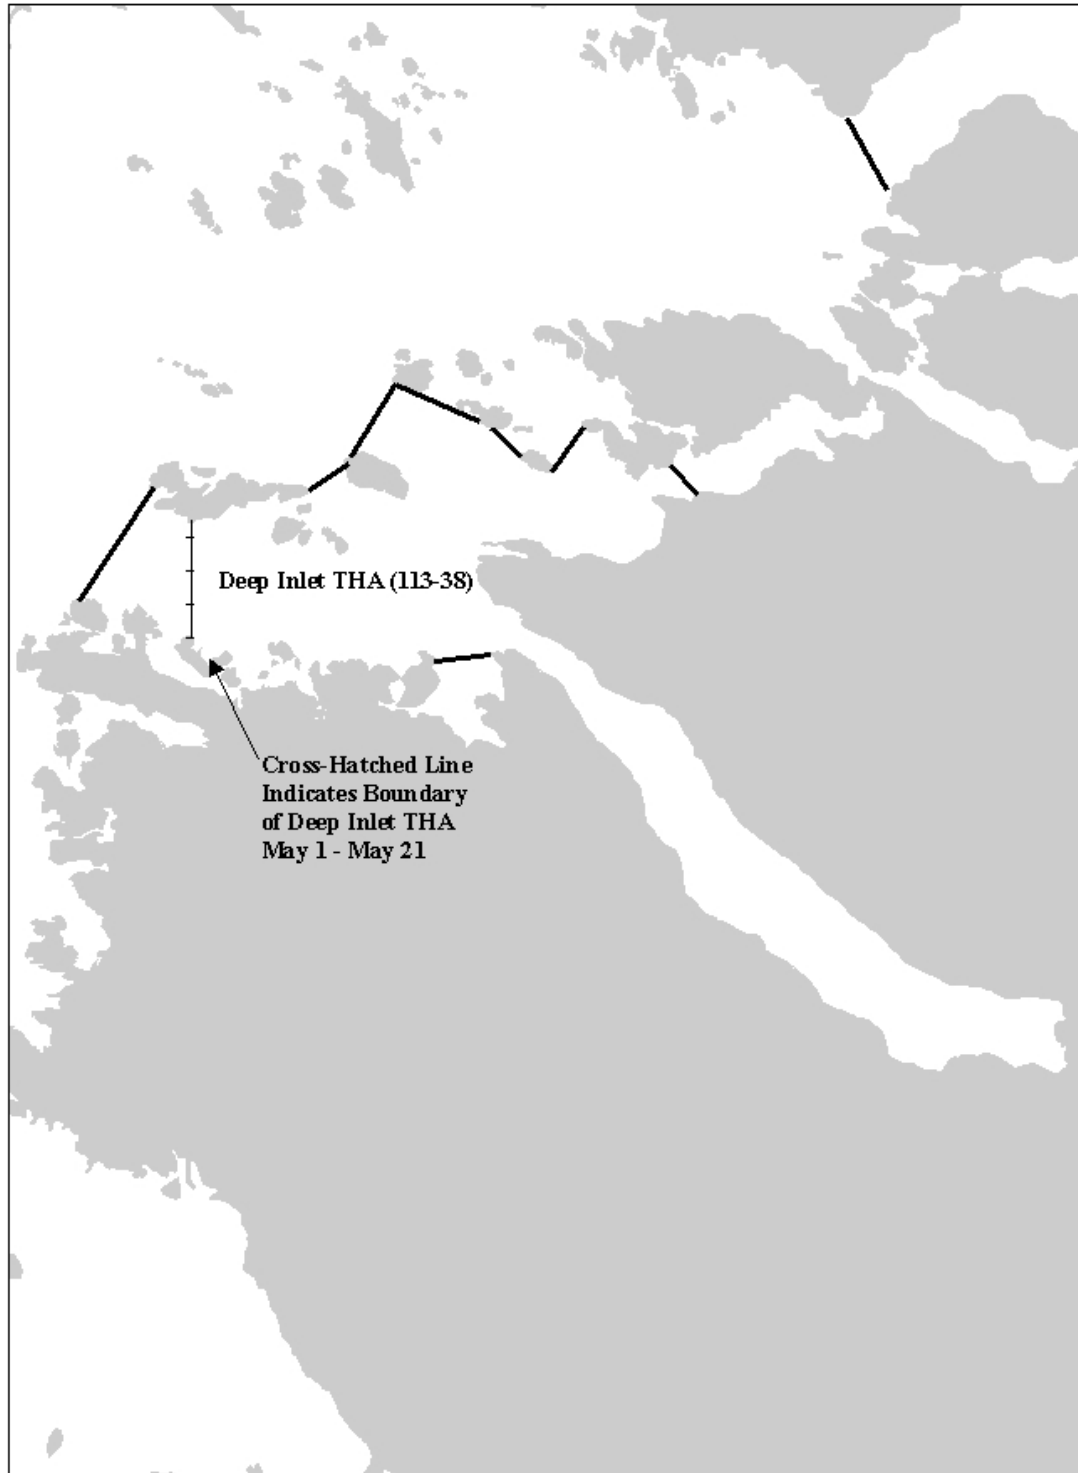 Deep Inlet THA (113-38)
Cross-Hatched Line
Indicates Boundary
of Deep Inlet THA
May 1 - May 21